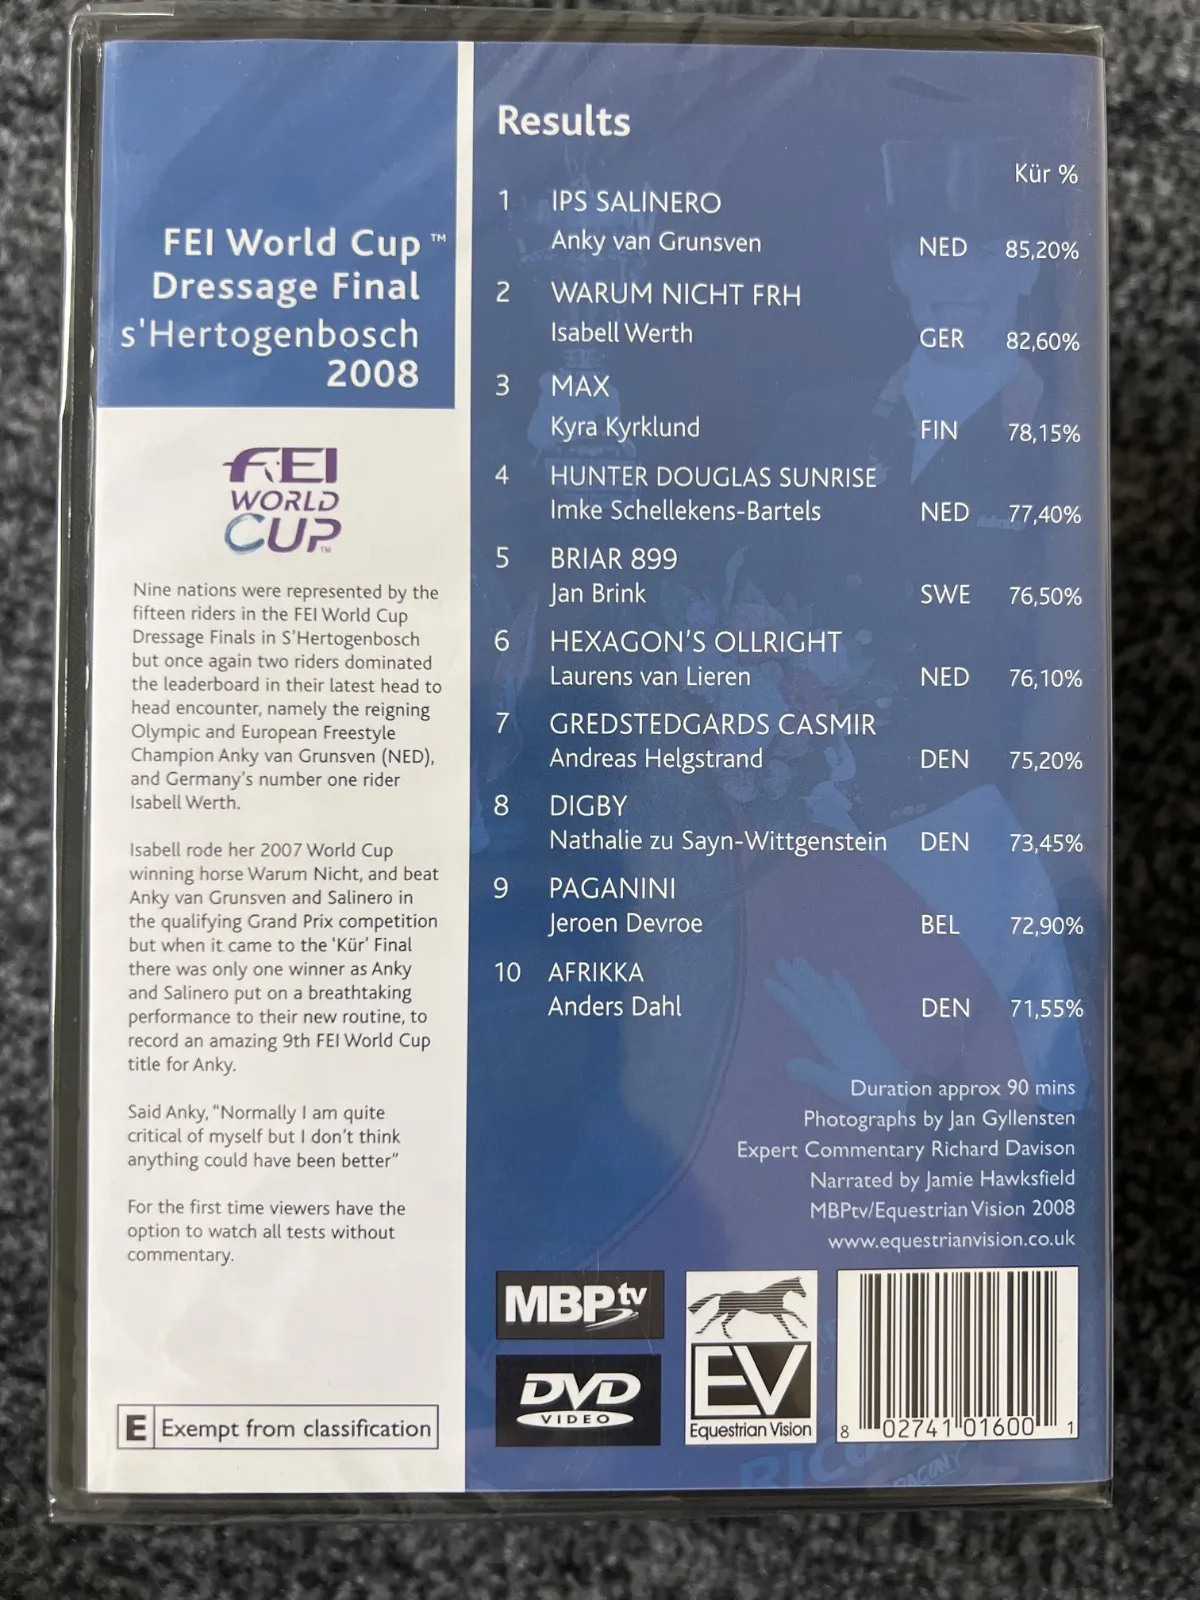 FEI World Cup ™
Dressage Final
s'Hertogenbosch
2008
FEI
WORLD
CUP™
Nine nations were represented by the
fifteen riders in the FEI World Cup
Dressage Finals in S'Hertogenbosch
but once again two riders dominated
the leaderboard in their latest head to
head encounter, namely the reigning
Olympic and European Freestyle
Champion Anky van Grunsven (NED),
and Germany's number one rider
Isabell Werth.
Isabell rode her 2007 World Cup
winning horse Warum Nicht, and beat
Anky van Grunsven and Salinero in
the qualifying Grand Prix competition
but when it came to the 'Kür' Final
there was only one winner as Anky
and Salinero put on a breathtaking
performance to their new routine, to
record an amazing 9th FEI World Cup
title for Anky.
Said Anky, "Normally I am quite
critical of myself but I don't think
anything could have been better"
For the first time viewers have the
option to watch all tests without
commentary.
E Exempt from classification
Results
Kür %
1 IPS SALINERO
Anky van Grunsven NED 85,20%
2 WARUM NICHT FRH
Isabell Werth GER 82,60%
3 MAX
Kyra Kyrklund FIN 78,15%
4 HUNTER DOUGLAS SUNRISE
Imke Schellekens-Bartels NED 77,40%
5 BRIAR 899
Jan Brink SWE 76,50%
6 HEXAGON'S OLLRIGHT
Laurens van Lieren NED 76,10%
7 GREDSTEDGARDS CASMIR
Andreas Helgstrand DEN 75,20%
8 DIGBY
Nathalie zu Sayn-Wittgenstein DEN 73,45%
9 PAGANINI
Jeroen Devroe BEL 72,90%
10 AFRIKKA
Anders Dahl DEN 71,55%
Duration approx 90 mins
Photographs by Jan Gyllensten
Expert Commentary Richard Davison
Narrated by Jamie Hawksfield
MBPtv/Equestrian Vision 2008
www.equestrianvision.co.uk
MBPtv
DVD
VIDEO
EV
Equestrian Vision
8 02741 01600 1